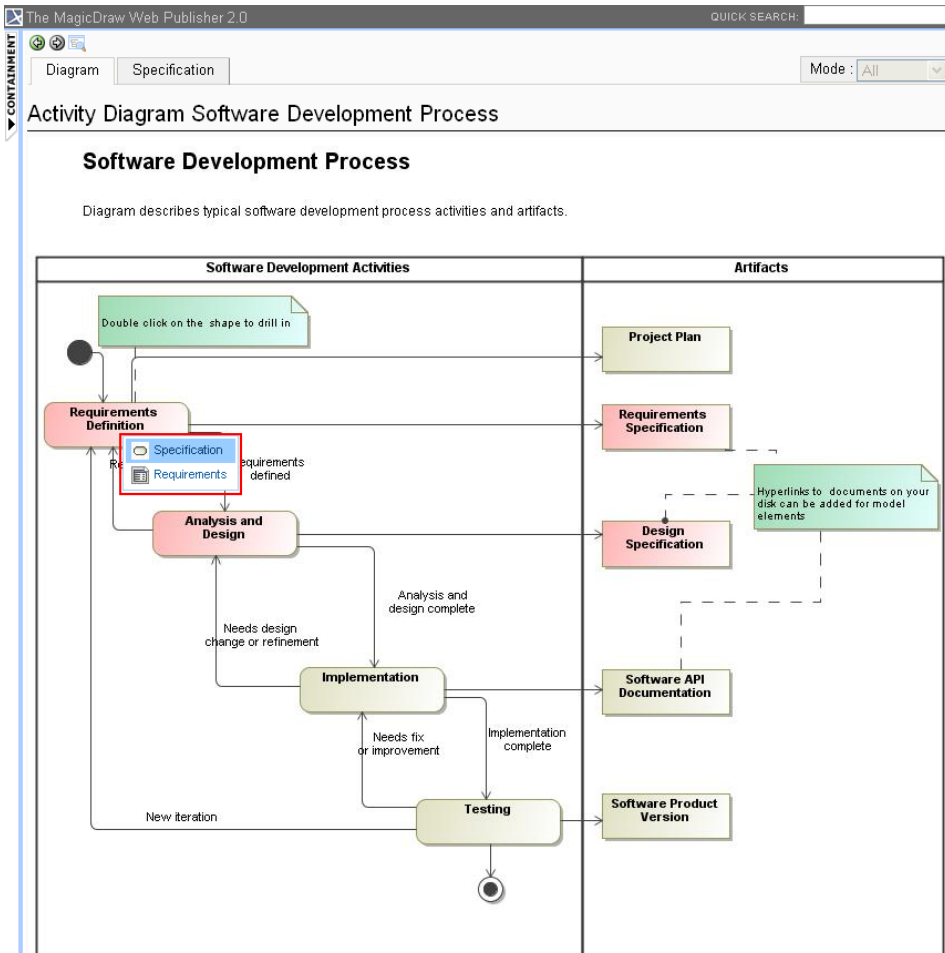 The MagicDraw Web Publisher 2.0
QUICK SEARCH:
CONTAINMENT
Diagram
Specification
Mode :
All
Activity Diagram Software Development Process
Software Development Process
Diagram describes typical software development process activities and artifacts.
Software Development Activities
Artifacts
Double click on the shape to drill in
Project Plan
Requirements
Definition
Requirements
Specification
Specification
Requirements
equirements
defined
Hyperlinks to documents on your
disk can be added for model
elements
Analysis and
Design
Design
Specification
Analysis and
design complete
Needs design
change or refinement
Implementation
Software API
Documentation
Needs fix
or improvement
Implementation
complete
Testing
Software Product
Version
New iteration